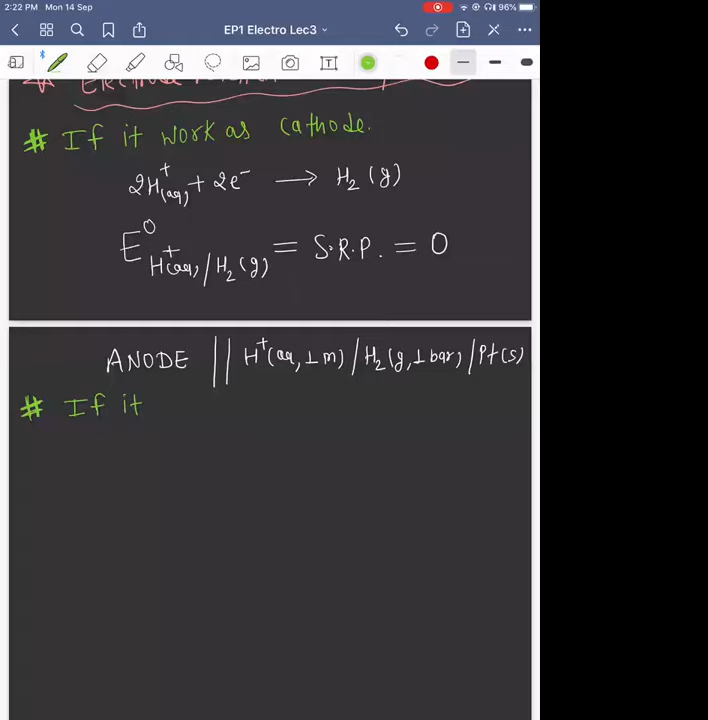 2:22 PM Mon 14 Sep
96%
EP1 Electro Lec3
# If it work as cathode.
2H⁺(aq) + 2e⁻ → H₂ (g)
E⁰ H⁺(aq) / H₂ (g) = S.R.P. = 0
ANODE || H⁺(aq, 1m) / H₂ (g, 1 bar) / Pt (s)
# If it